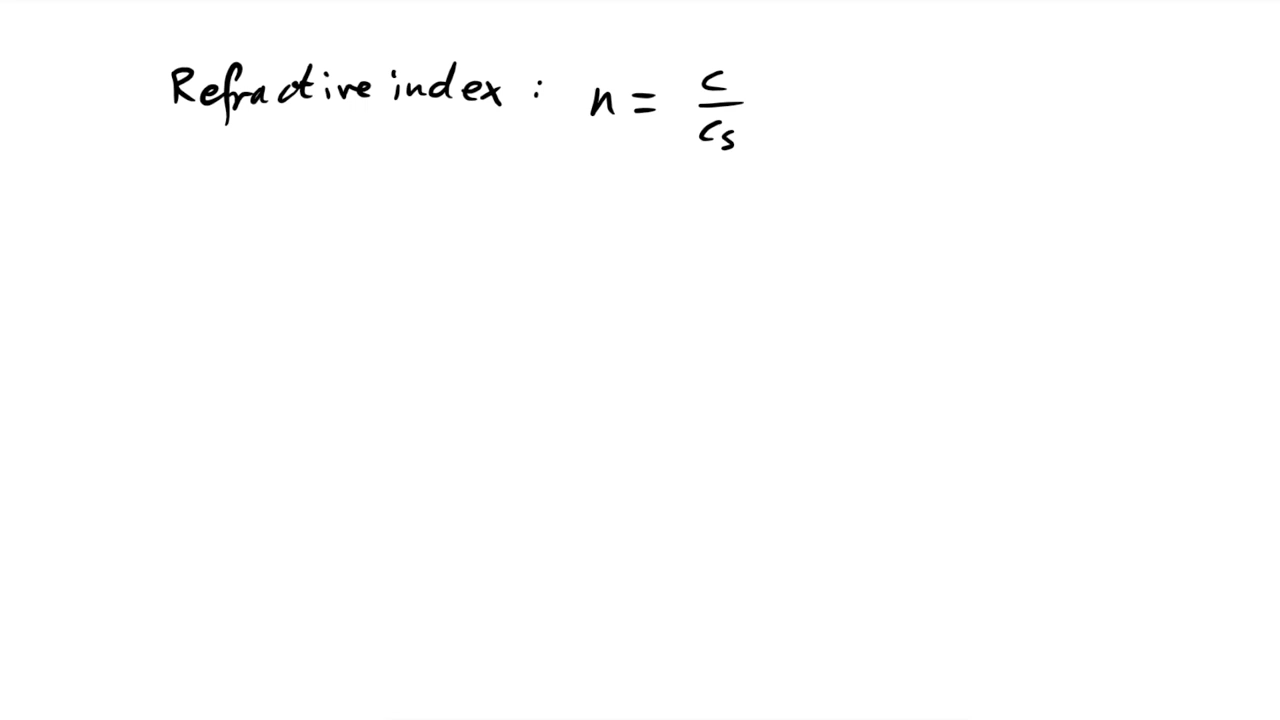 Refractive index : n = c/cs